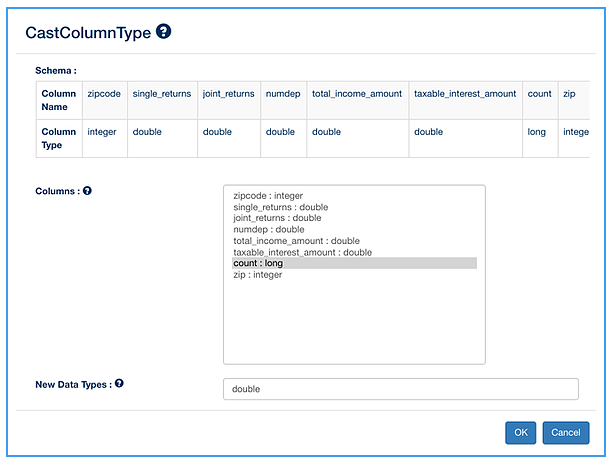 CastColumnType ?
Schema :
Column Name zipcode single_returns joint_returns numdep total_income_amount taxable_interest_amount count zip
Column Type integer double double double double double long intege
Columns : ?
zipcode : integer
single_returns : double
joint_returns : double
numdep : double
total_income_amount : double
taxable_interest_amount : double
count : long
zip : integer
New Data Types : ?
double
OK Cancel